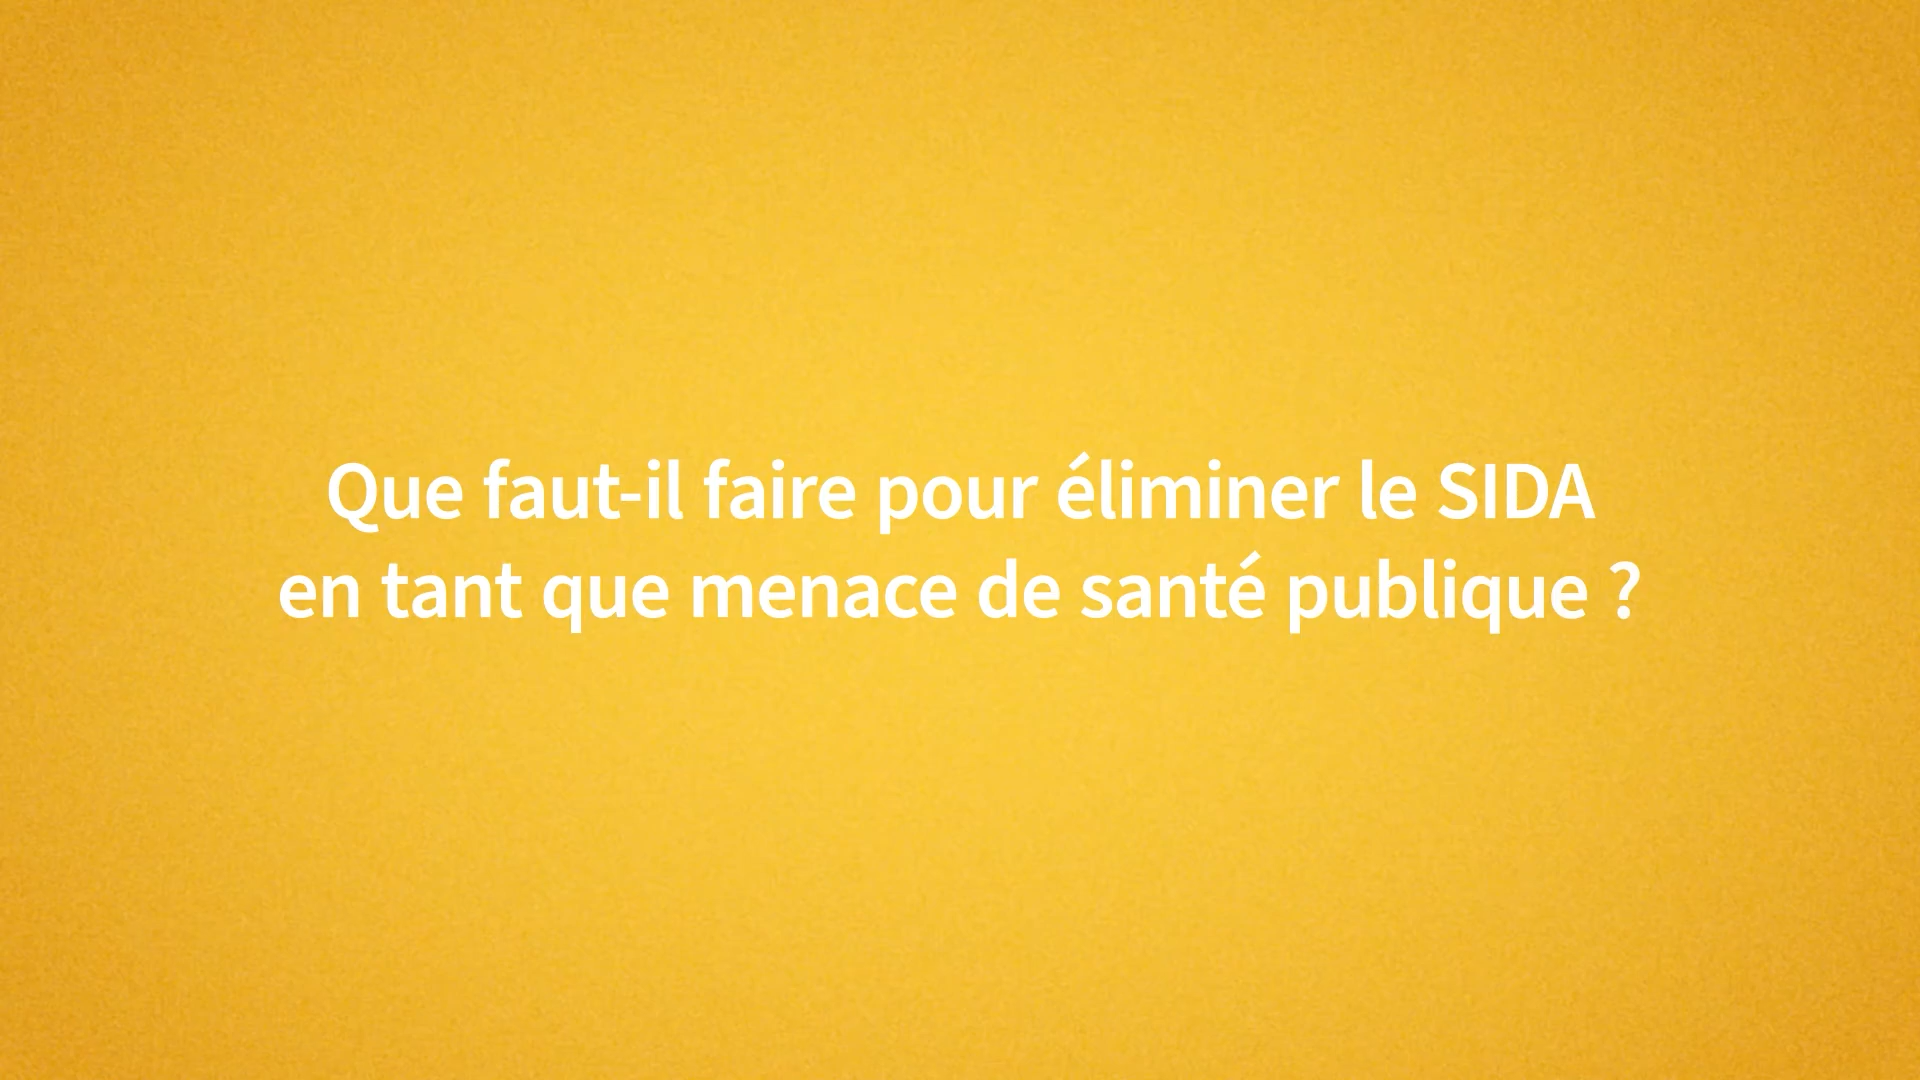 Que faut-il faire pour éliminer le SIDA
en tant que menace de santé publique ?